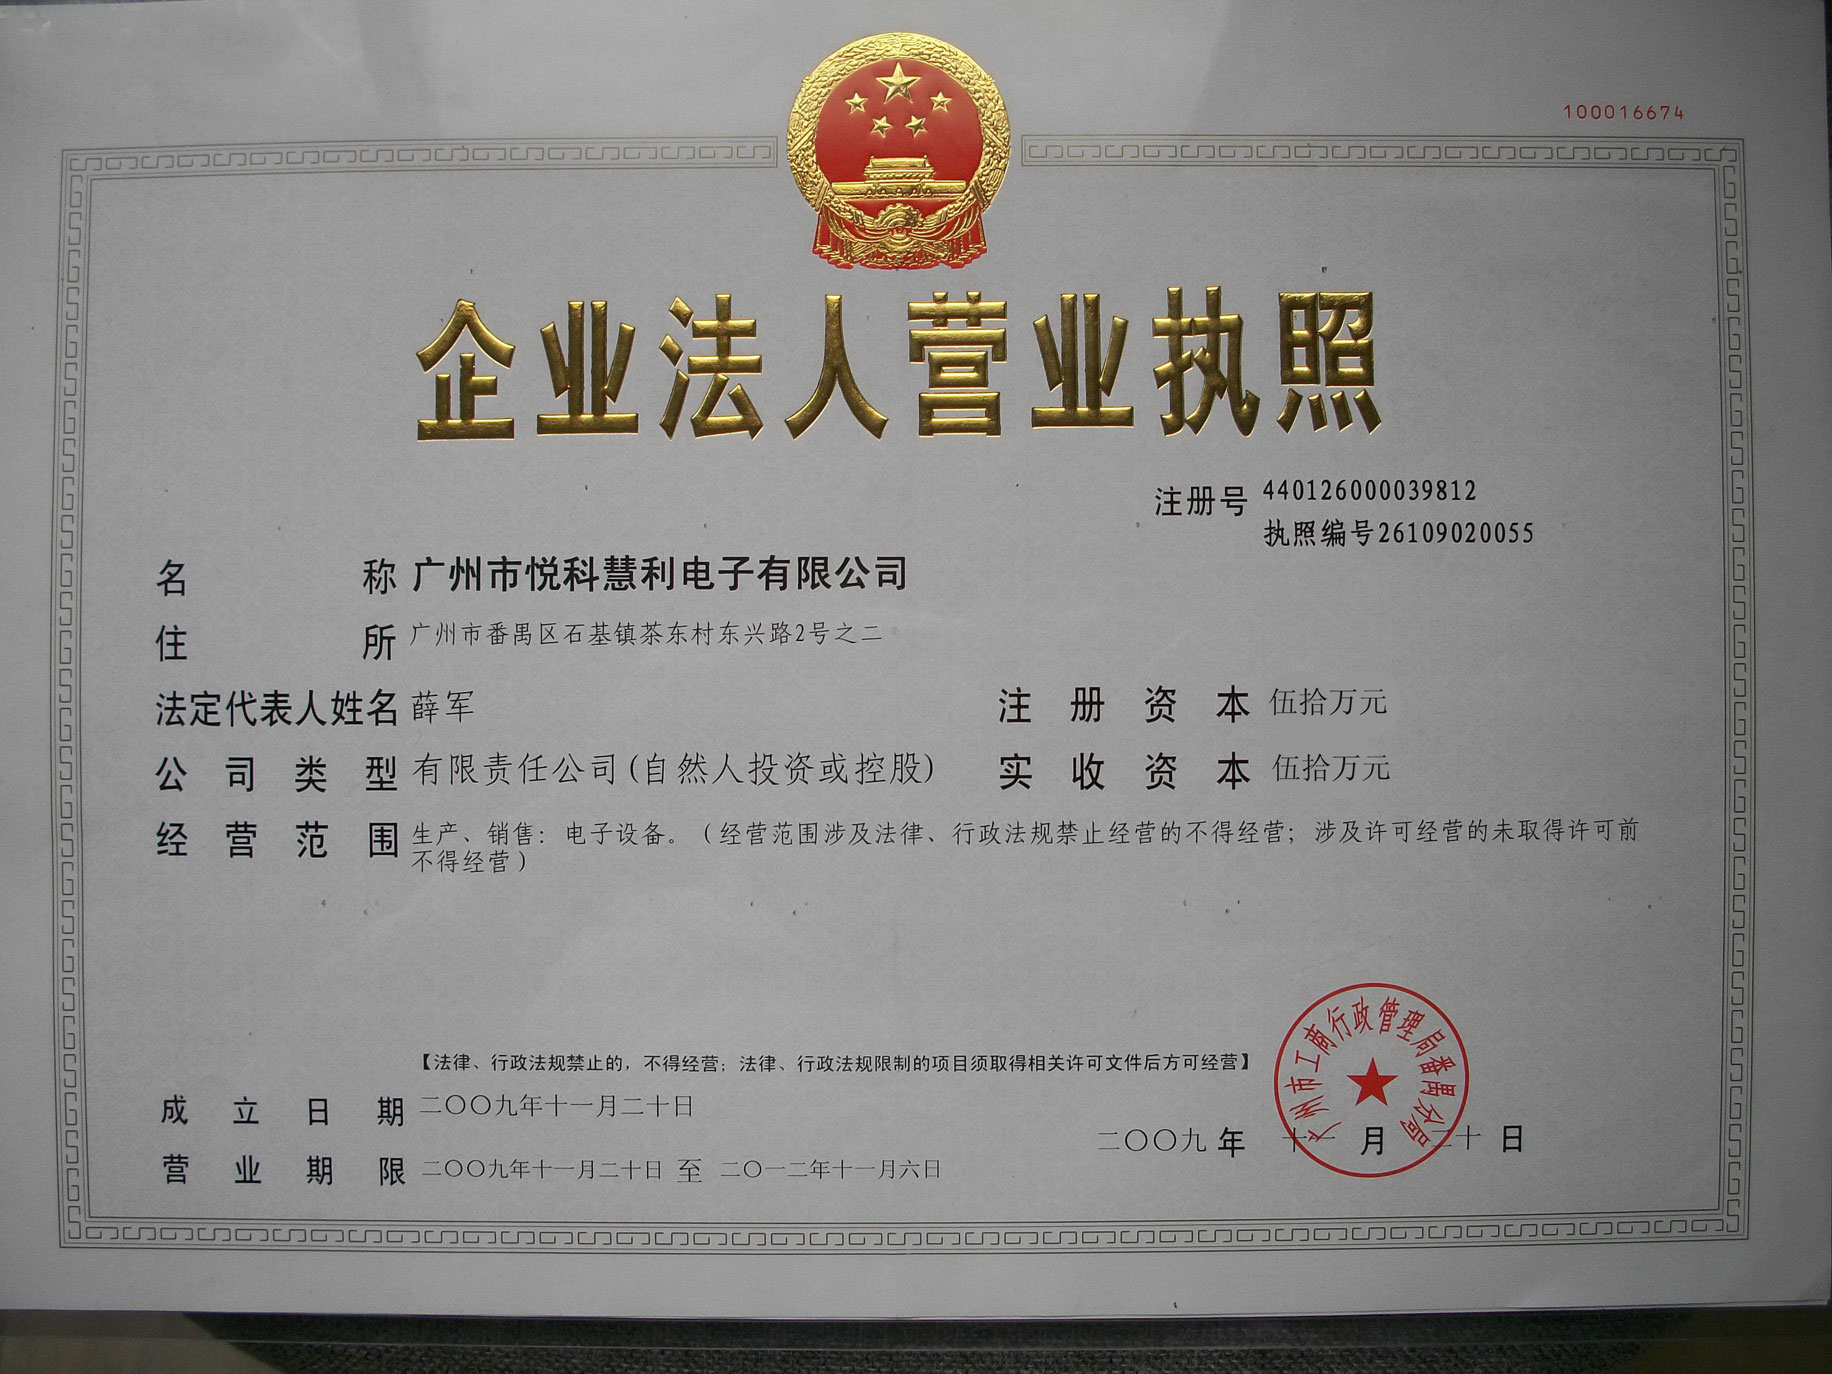 100016674
企业法人营业执照
注册号 440126000039812
执照编号26109020055
名称 广州市悦科慧利电子有限公司
住所 广州市番禺区石基镇茶东村东兴路2号之二
法定代表人姓名 薛军 注册资本 伍拾万元
公司类型 有限责任公司(自然人投资或控股) 实收资本 伍拾万元
经营范围 生产、销售：电子设备。（经营范围涉及法律、行政法规禁止经营的不得经营；涉及许可经营的未取得许可前
不得经营）
【法律、行政法规禁止的，不得经营；法律、行政法规限制的项目须取得相关许可文件后方可经营】
成立日期 二〇〇九年十一月二十日
广州市工商行政管理局番禺分局
二〇〇九 年 十一 月 二十 日
营业期限 二〇〇九年十一月二十日 至 二〇一二年十一月六日